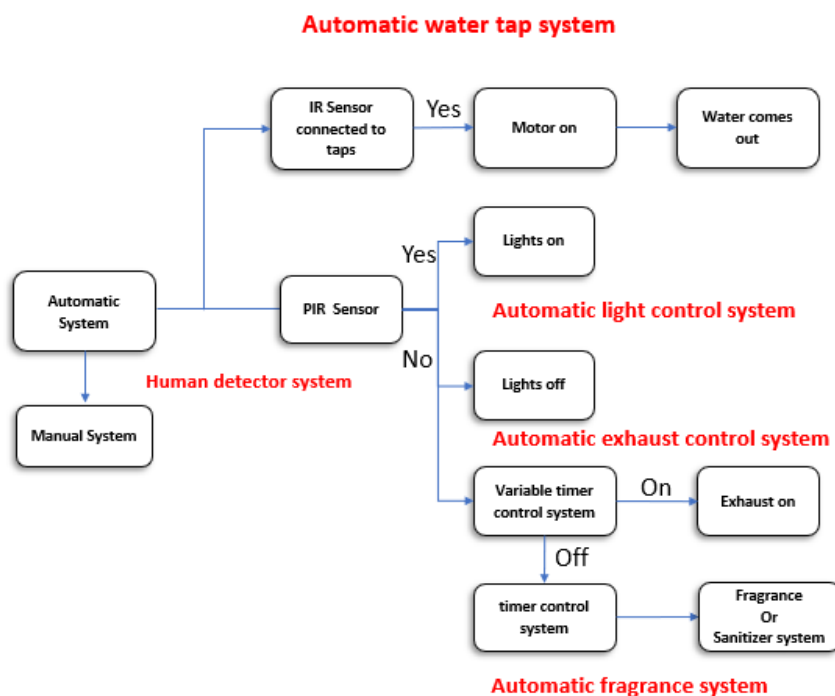 Automatic water tap system
IR Sensor
connected to
taps
Yes
Motor on
Water comes
out
Lights on
Yes
Automatic
System
PIR Sensor
Automatic light control system
No
Human detector system
Lights off
Manual System
Automatic exhaust control system
Variable timer
control system
On
Exhaust on
Off
timer control
system
Fragrance
Or
Sanitizer system
Automatic fragrance system